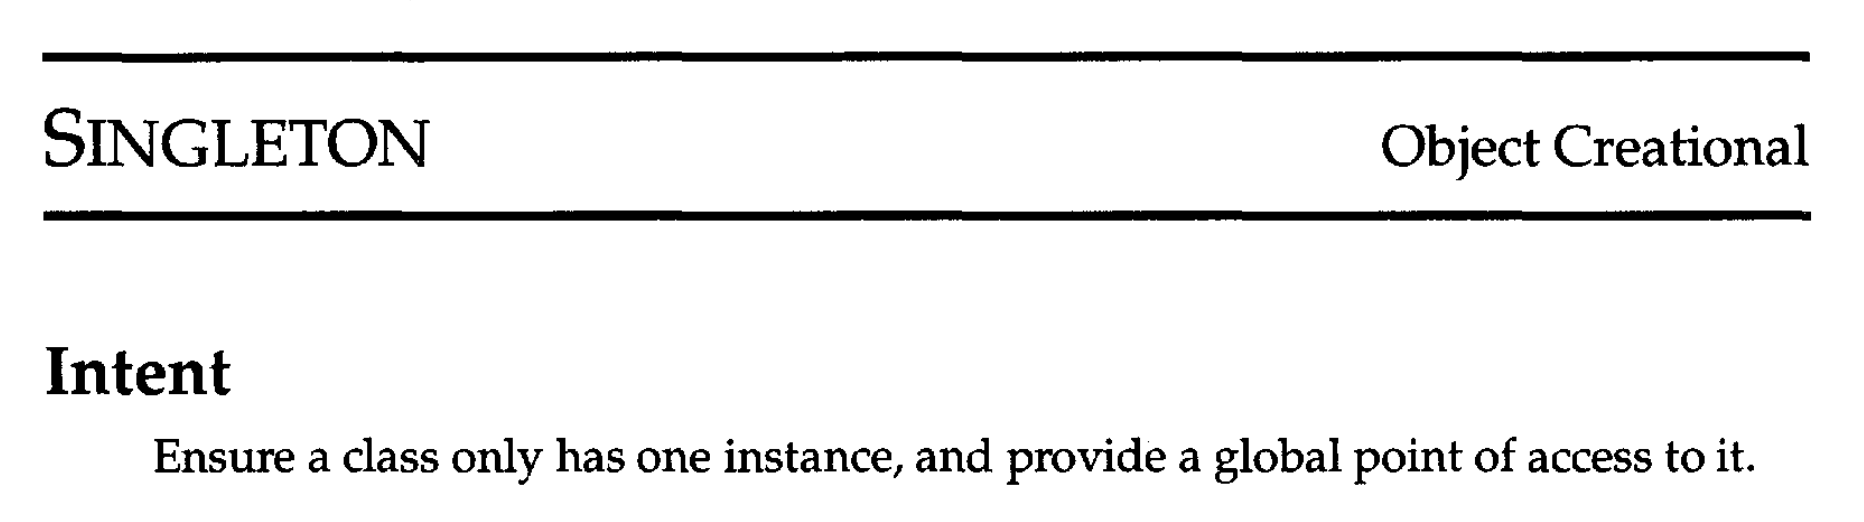 SINGLETON
Object Creational
Intent
Ensure a class only has one instance, and provide a global point of access to it.